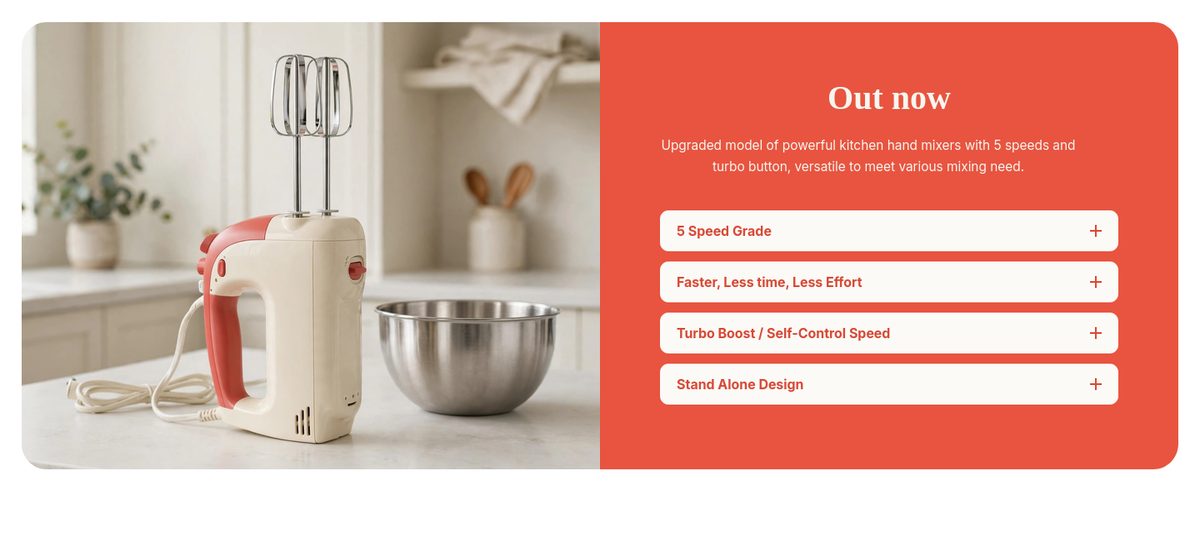 Out now
Upgraded model of powerful kitchen hand mixers with 5 speeds and
turbo button, versatile to meet various mixing need.
5 Speed Grade
Faster, Less time, Less Effort
Turbo Boost / Self-Control Speed
Stand Alone Design